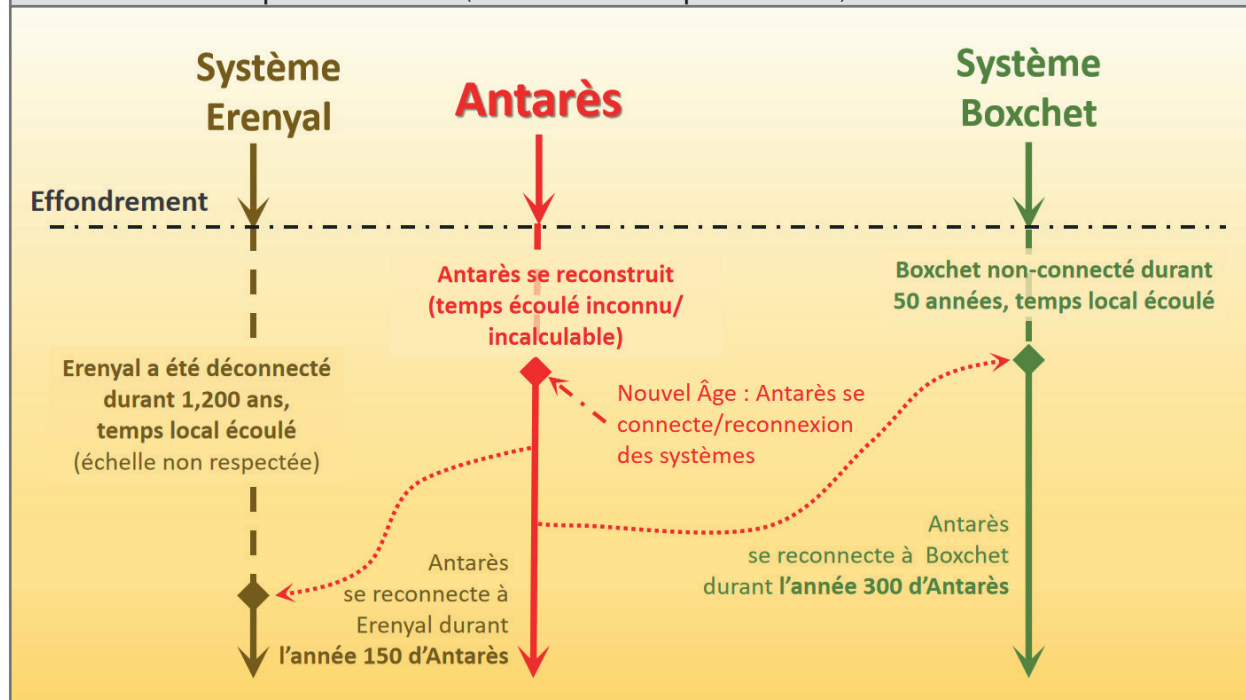 Système
Erenyal
Antarès
Système
Boxchet
Effondrement
Antarès se reconstruit
(temps écoulé inconnu/
incalculable)
Boxchet non-connecté durant
50 années, temps local écoulé
Erenyal a été déconnecté
durant 1,200 ans,
temps local écoulé
(échelle non respectée)
Nouvel Âge : Antarès se
connecte/reconnexion
des systèmes
Antarès
se reconnecte à
Erenyal durant
l’année 150 d’Antarès
Antarès
se reconnecte à Boxchet
durant l’année 300 d’Antarès